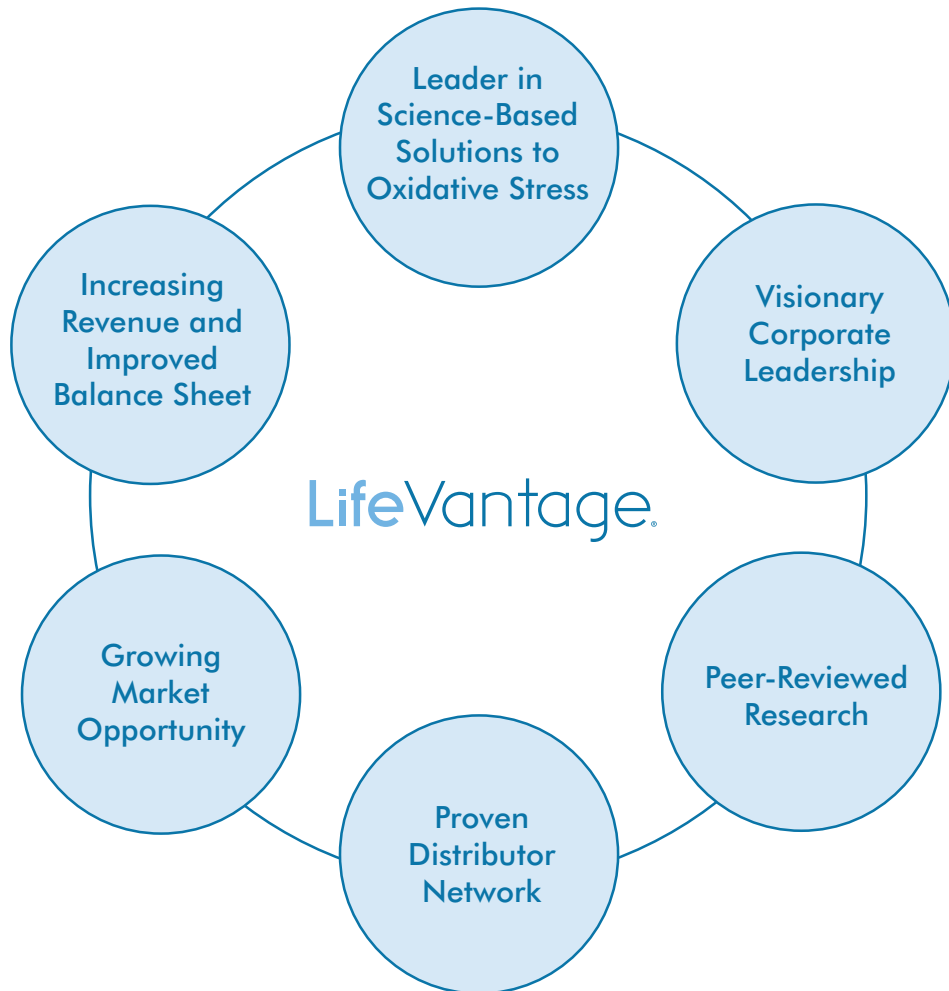 Leader in
Science-Based
Solutions to
Oxidative Stress
Visionary
Corporate
Leadership
Peer-Reviewed
Research
Proven
Distributor
Network
Growing
Market
Opportunity
Increasing
Revenue and
Improved
Balance Sheet
LifeVantage®